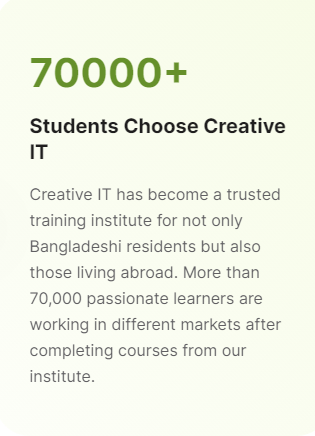 70000+
Students Choose Creative
IT
Creative IT has become a trusted
training institute for not only
Bangladeshi residents but also
those living abroad. More than
70,000 passionate learners are
working in different markets after
completing courses from our
institute.